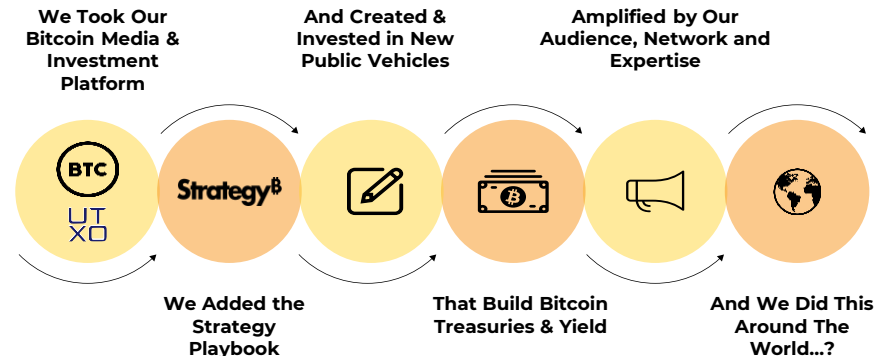 We Took Our
Bitcoin Media &
Investment
Platform
And Created &
Invested in New
Public Vehicles
Amplified by Our
Audience, Network and
Expertise
BTC
UT
XO
Strategy₿
We Added the
Strategy
Playbook
That Build Bitcoin
Treasuries & Yield
And We Did This
Around The
World...?